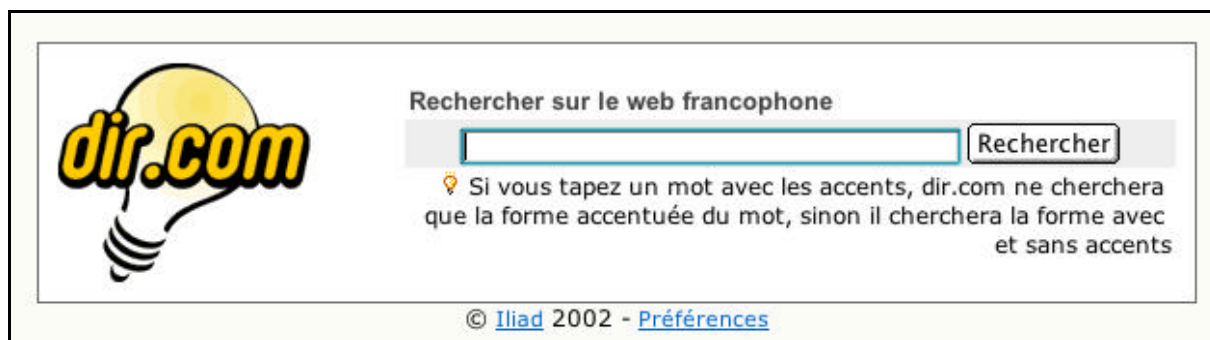 dir.com
Rechercher sur le web francophone
Rechercher
Si vous tapez un mot avec les accents, dir.com ne cherchera
que la forme accentuée du mot, sinon il cherchera la forme avec
et sans accents
© Iliad 2002 - Préférences